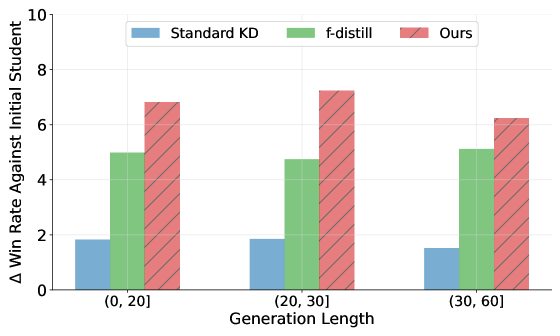 Standard KD
f-distill
Ours
Δ Win Rate Against Initial Student
10
8
6
4
2
0
(0, 20]
(20, 30]
(30, 60]
Generation Length